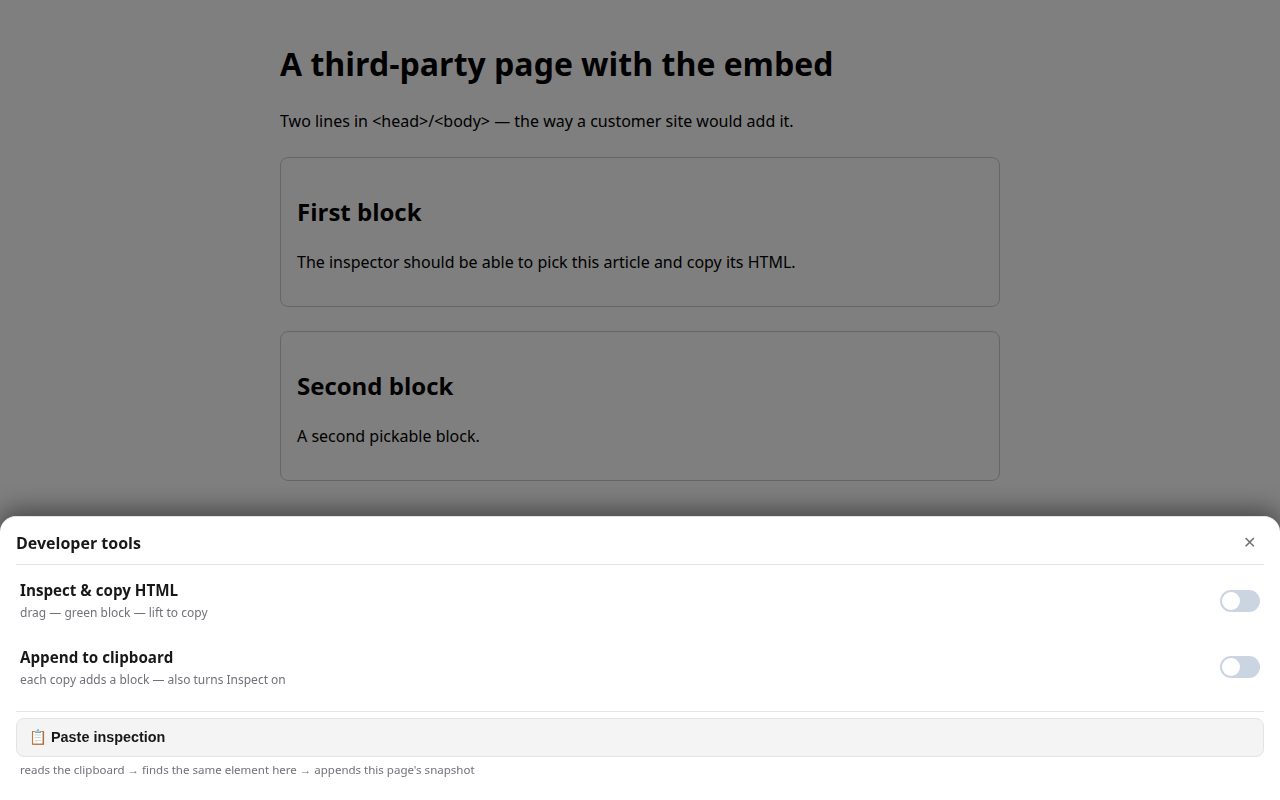 A third-party page with the embed
Two lines in <head>/<body> — the way a customer site would add it.
First block
The inspector should be able to pick this article and copy its HTML.
Second block
A second pickable block.
Developer tools
✕
Inspect & copy HTML
drag — green block — lift to copy
Append to clipboard
each copy adds a block — also turns Inspect on
📋 Paste inspection
reads the clipboard → finds the same element here → appends this page's snapshot